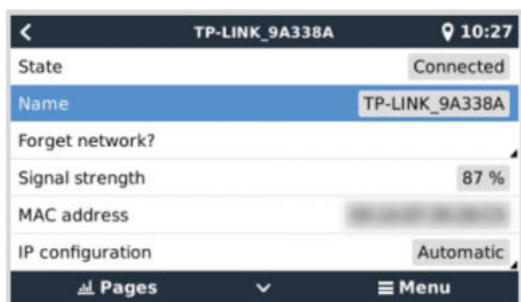 TP-LINK_9A338A 10:27
State Connected
Name TP-LINK_9A338A
Forget network?
Signal strength 87 %
MAC address
IP configuration Automatic
Pages Menu